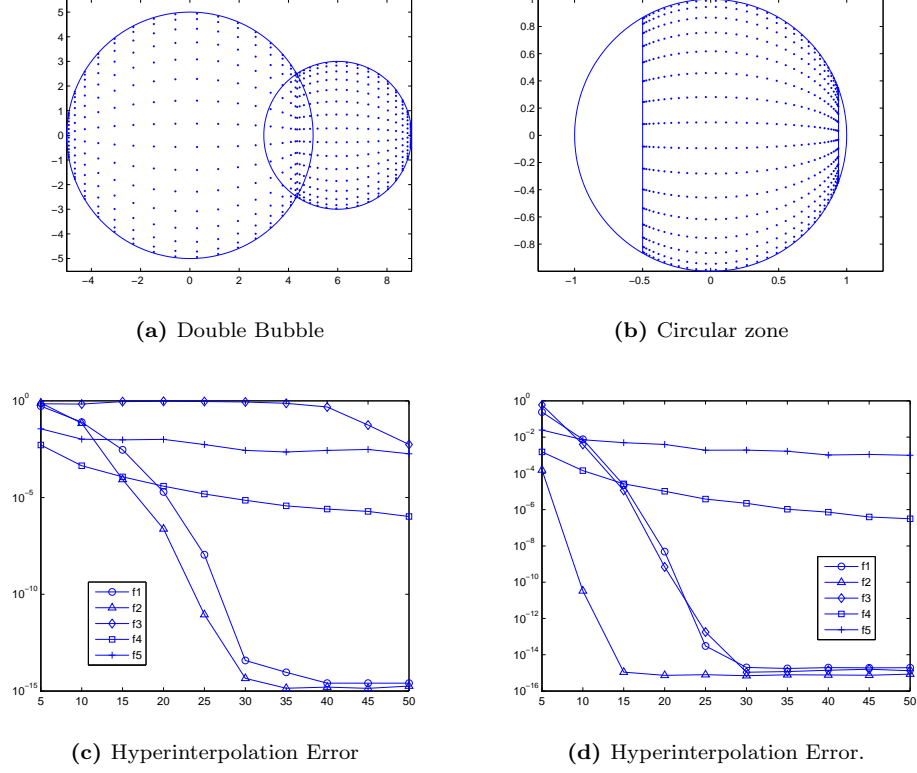 5
4
3
2
1
0
−1
−2
−3
−4
−5
−4 −2 0 2 4 6 8
1
0.8
0.6
0.4
0.2
0
0.2
0.4
0.6
0.8
−1 −0.5 0 0.5 1
(a) Double Bubble
(b) Circular zone
10^0
10^−5
10^−10
10^−15
5 10 15 20 25 30 35 40 45 50
f1
f2
f3
f4
f5
10^0
10^−2
10^−4
10^−6
10^−8
10^−10
10^−12
10^−14
10^−16
5 10 15 20 25 30 35 40 45 50
f1
f2
f3
f4
f5
(c) Hyperinterpolation Error
(d) Hyperinterpolation Error.